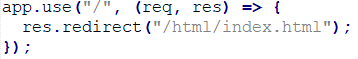 app.use("/", (req, res) => {
  res.redirect("/html/index.html");
});